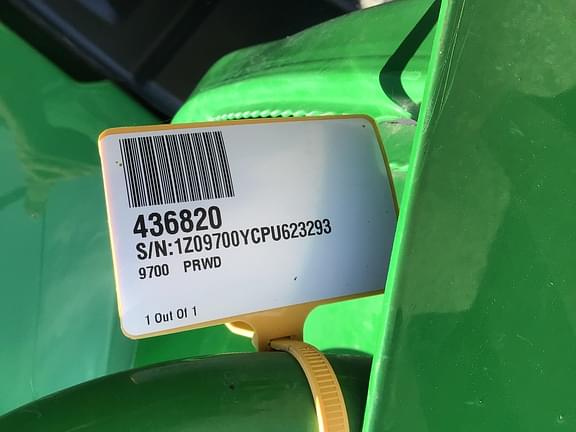 436820
S/N:1Z09700YCPU623293
9700 PRWD
1 Out Of 1